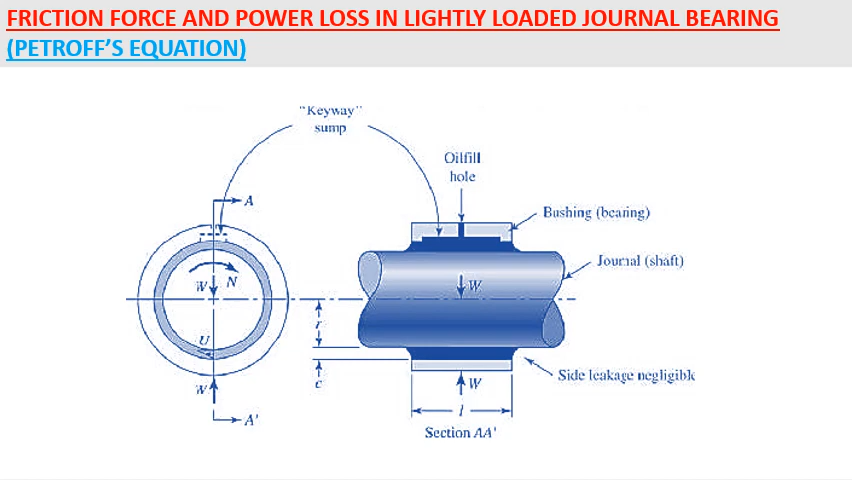 FRICTION FORCE AND POWER LOSS IN LIGHTLY LOADED JOURNAL BEARING
(PETROFF'S EQUATION)
"Keyway"
sump
Oilfill
hole
A
Bushing (bearing)
Journal (shaft)
W
N
W
r
U
c
Side leakage negligible
W
W
l
A'
Section AA'